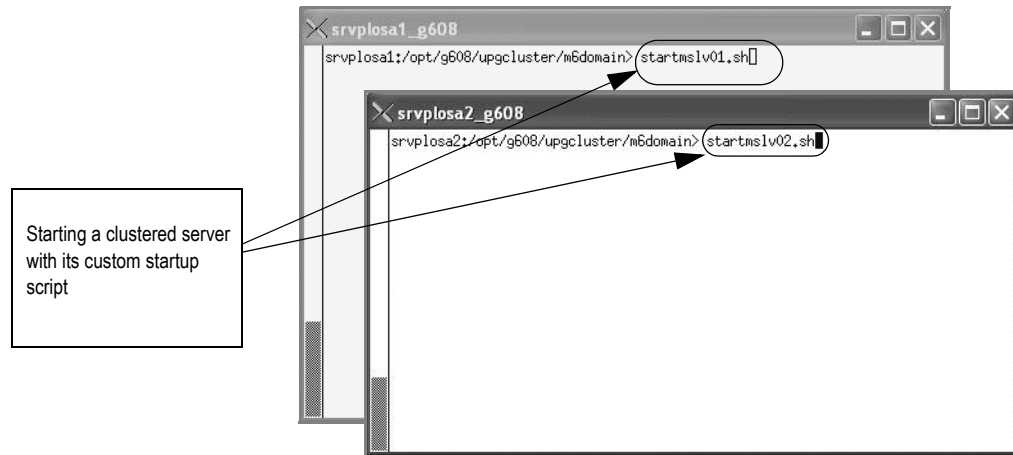 srvplosa1_g608
srvplosa1:/opt/g608/upgcluster/m6domain> startmslv01.sh
srvplosa2_g608
srvplosa2:/opt/g608/upgcluster/m6domain> startmslv02.sh
Starting a clustered server
with its custom startup
script